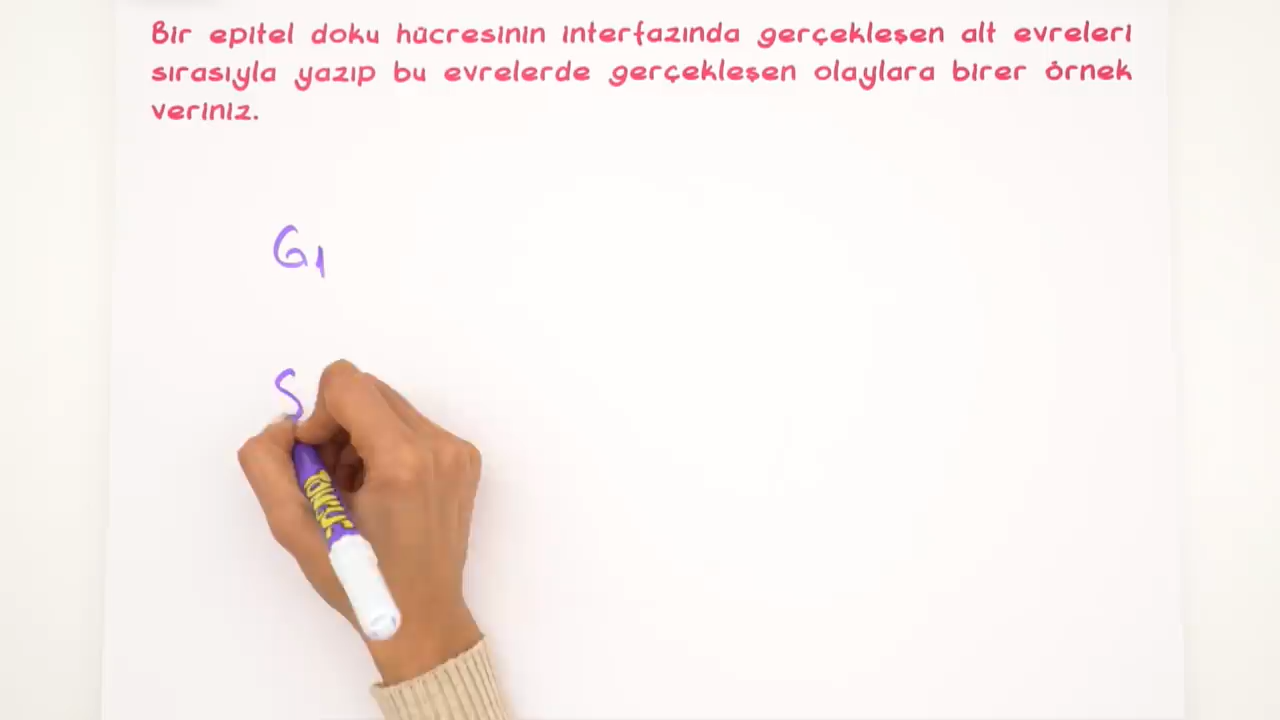 Bir epitel doku hücresinin interfazında gerçekleşen alt evreleri
sırasıyla yazıp bu evrelerde gerçekleşen olaylara birer örnek
veriniz.
G1
S